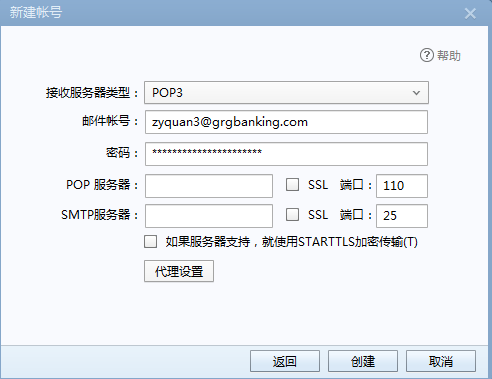 新建帐号
帮助
接收服务器类型： POP3
邮件帐号： zyquan3@grgbanking.com
密码： **********************
POP 服务器： SSL 端口： 110
SMTP服务器： SSL 端口： 25
如果服务器支持，就使用STARTTLS加密传输(T)
代理设置
返回 创建 取消